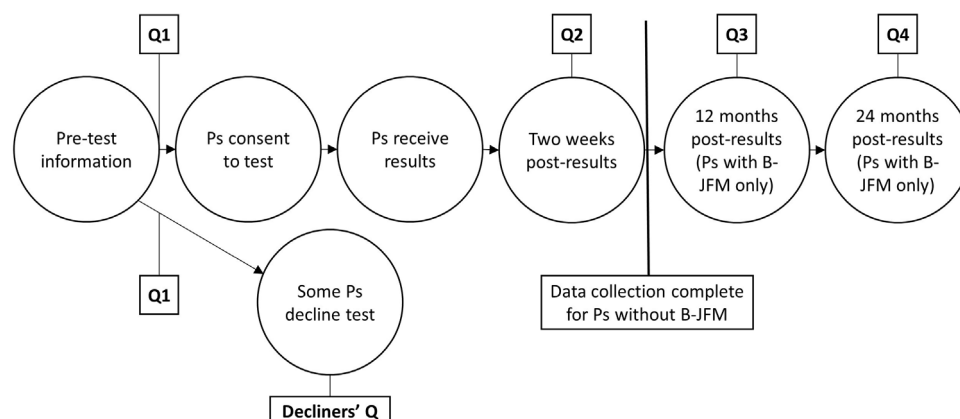 Q1
Q2
Q3
Q4
Pre-test
information
Ps consent
to test
Ps receive
results
Two weeks
post-results
12 months
post-results
(Ps with B-
JFM only)
24 months
post-results
(Ps with B-
JFM only)
Q1
Some Ps
decline test
Data collection complete
for Ps without B-JFM
Decliners’ Q